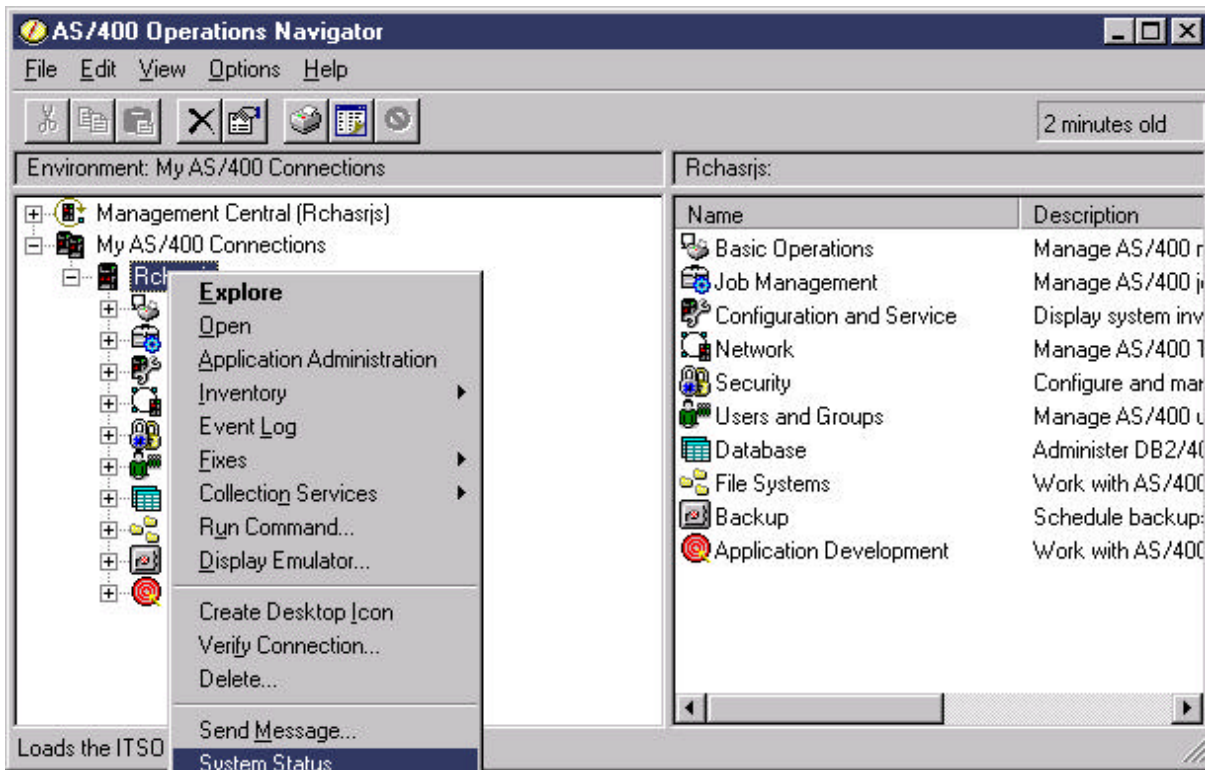 AS/400 Operations Navigator
File Edit View Options Help
2 minutes old
Environment: My AS/400 Connections
Rchasrjs:
Management Central (Rchasrjs)
My AS/400 Connections
Explore
Open
Application Administration
Inventory
Event Log
Fixes
Collection Services
Run Command...
Display Emulator...
Create Desktop Icon
Verify Connection...
Delete...
Send Message...
System Status
Name Description
Basic Operations Manage AS/400
Job Management Manage AS/400
Configuration and Service Display system inv
Network Manage AS/400
Security Configure and mar
Users and Groups Manage AS/400
Database Administer DB2/40
File Systems Work with AS/400
Backup Schedule backups
Application Development Work with AS/400
Loads the ITSO